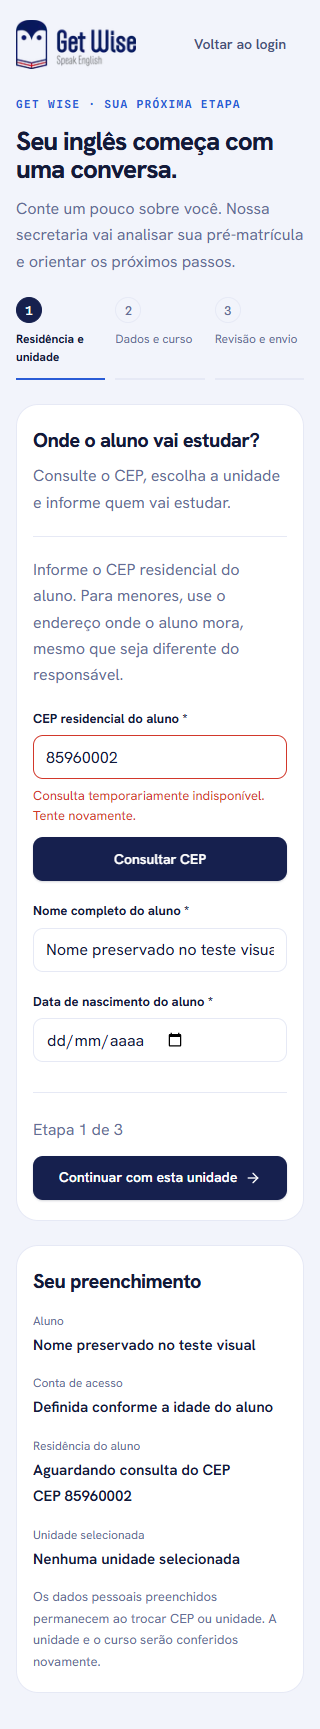 Get Wise
Speak English
Voltar ao login
GET WISE · SUA PRÓXIMA ETAPA
Seu inglês começa com
uma conversa.
Conte um pouco sobre você. Nossa
secretaria vai analisar sua pré-matrícula
e orientar os próximos passos.
1
2
3
Residência e
unidade
Dados e curso
Revisão e envio
Onde o aluno vai estudar?
Consulte o CEP, escolha a unidade
e informe quem vai estudar.
Informe o CEP residencial do
aluno. Para menores, use o
endereço onde o aluno mora,
mesmo que seja diferente do
responsável.
CEP residencial do aluno *
85960002
Consulta temporariamente indisponível.
Tente novamente.
Consultar CEP
Nome completo do aluno *
Nome preservado no teste visua
Data de nascimento do aluno *
dd/mm/aaaa
Etapa 1 de 3
Continuar com esta unidade →
Seu preenchimento
Aluno
Nome preservado no teste visual
Conta de acesso
Definida conforme a idade do aluno
Residência do aluno
Aguardando consulta do CEP
CEP 85960002
Unidade selecionada
Nenhuma unidade selecionada
Os dados pessoais preenchidos
permanecem ao trocar CEP ou unidade. A
unidade e o curso serão conferidos
novamente.